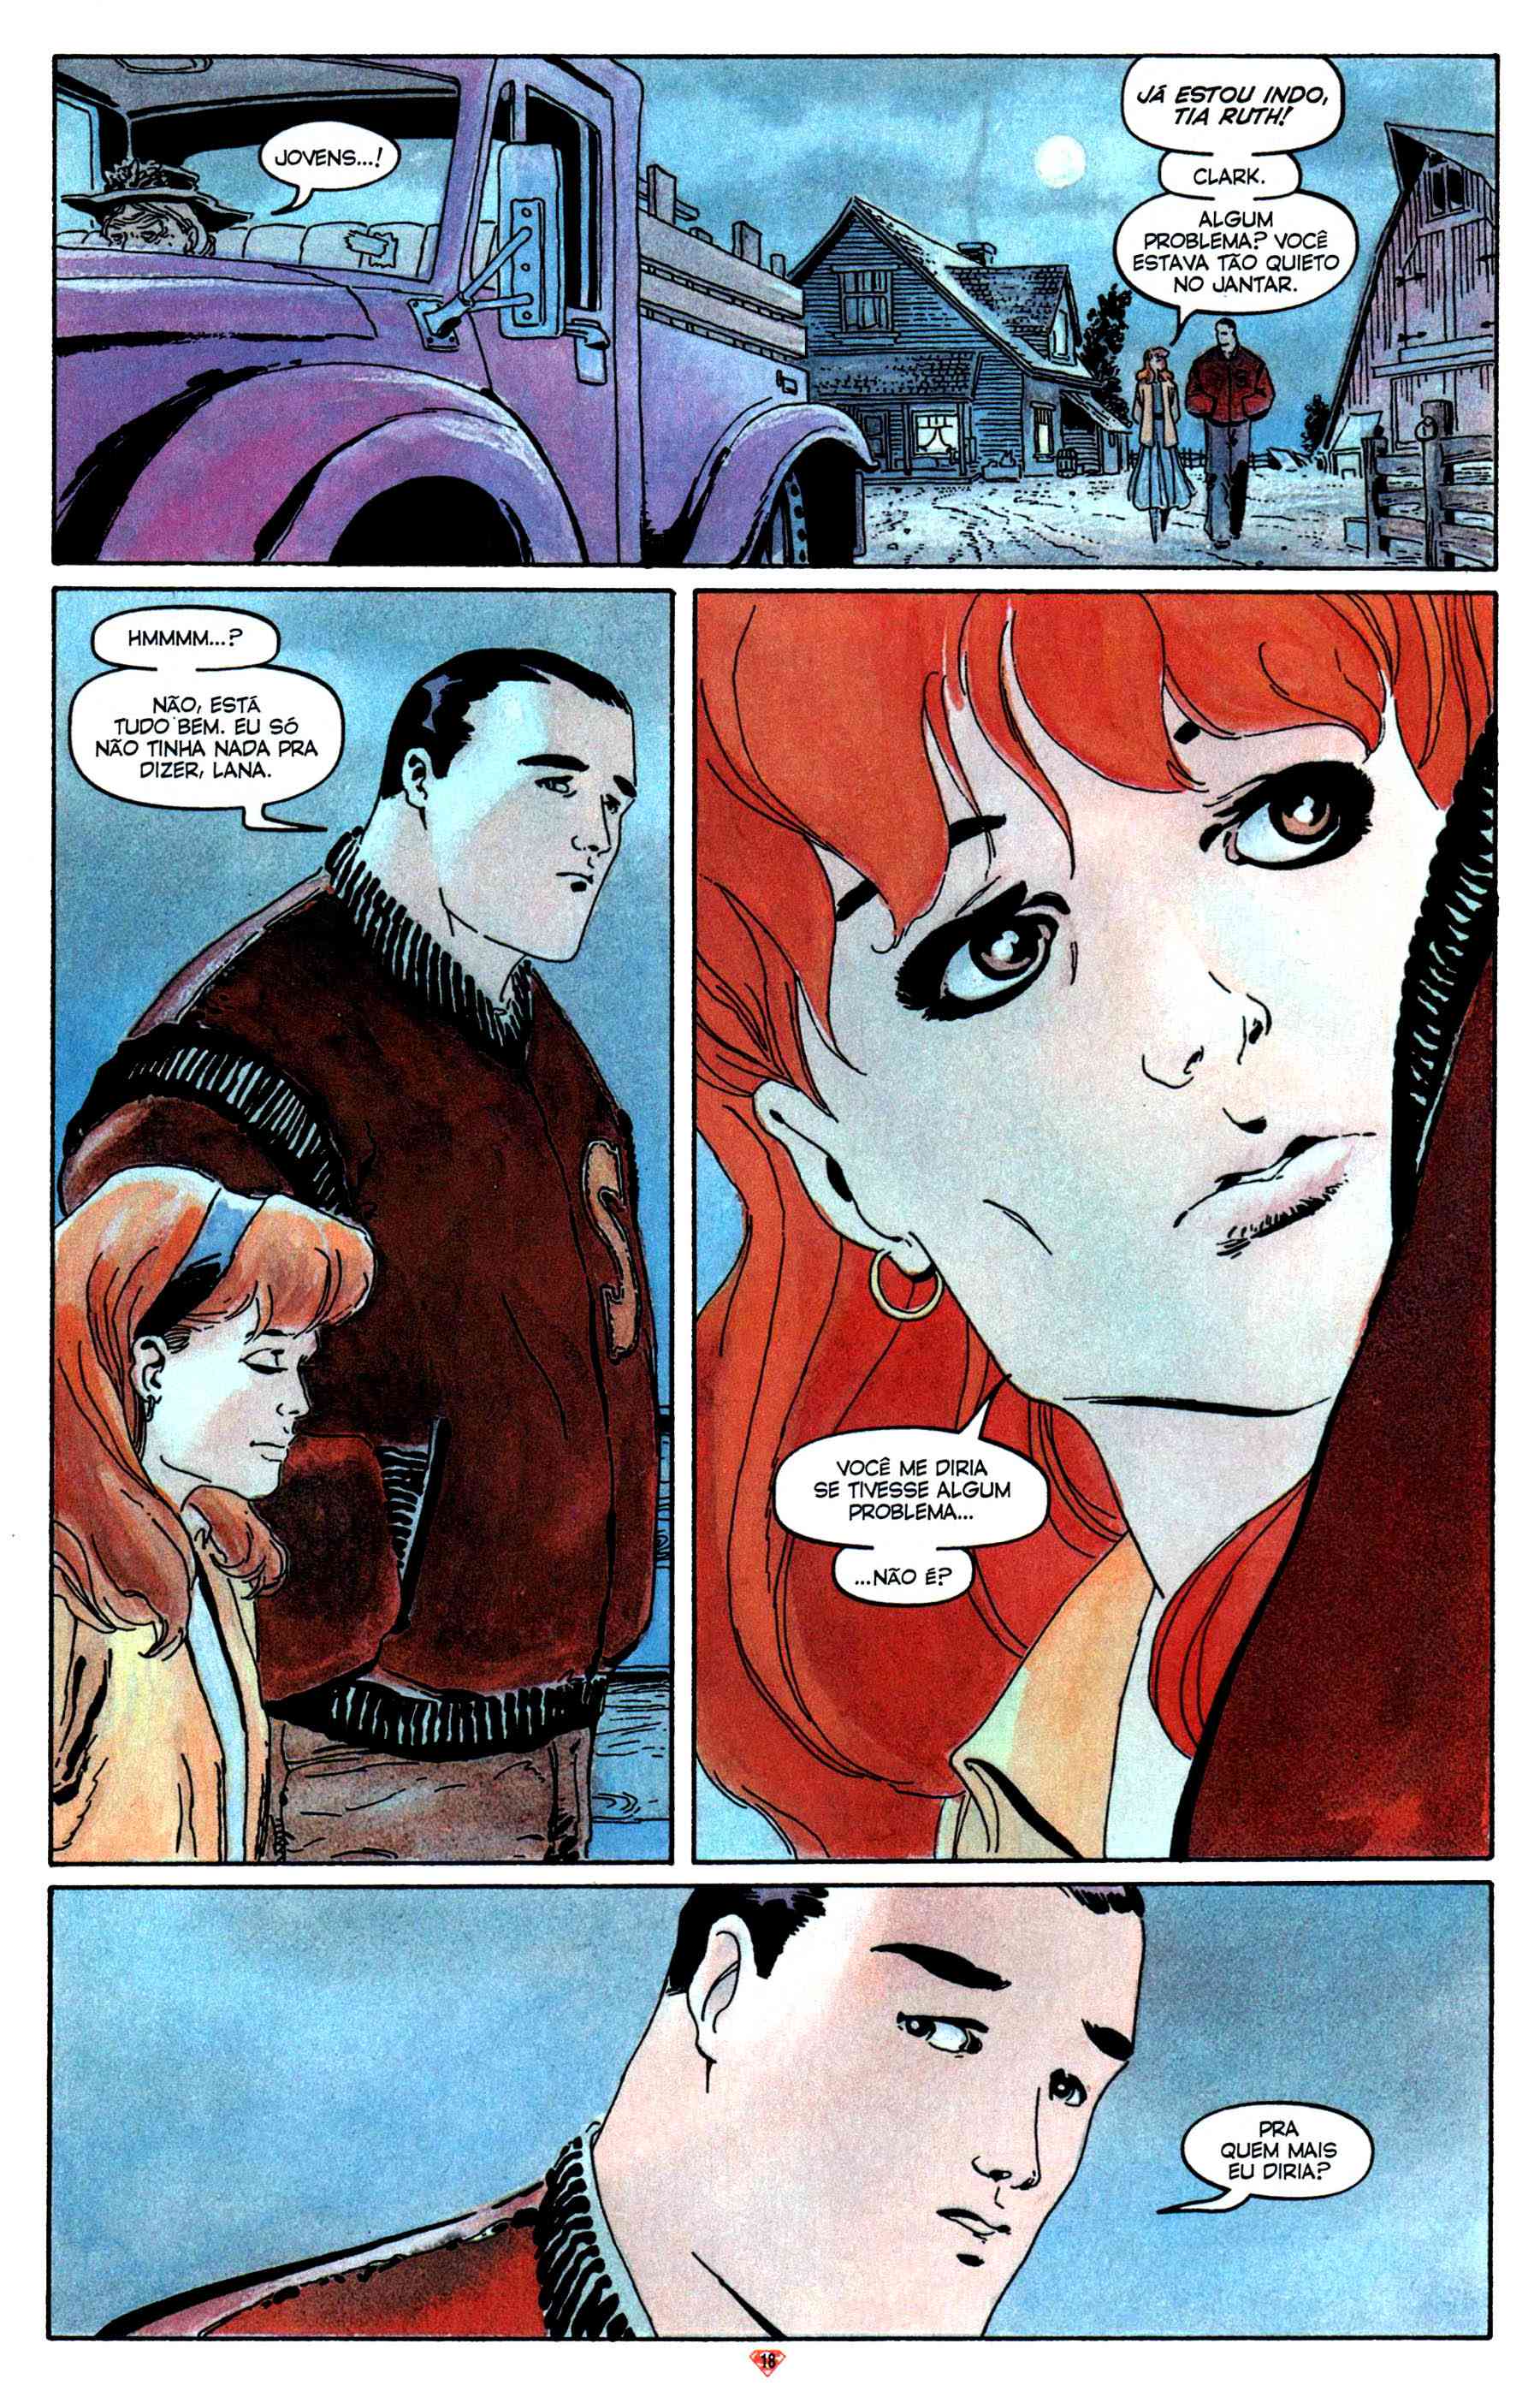 JOVENS...!
JÁ ESTOU INDO,
TIA RUTH!
CLARK.
ALGUM
PROBLEMA? VOCÊ
ESTAVA TÃO QUIETO
NO JANTAR.
HMMMM...?
NÃO, ESTÁ
TUDO BEM. EU SÓ
NÃO TINHA NADA PRA
DIZER, LANA.
S
VOCÊ ME DIRIA
SE TIVESSE ALGUM
PROBLEMA...
...NÃO É?
PRA
QUEM MAIS
EU DIRIA?
18